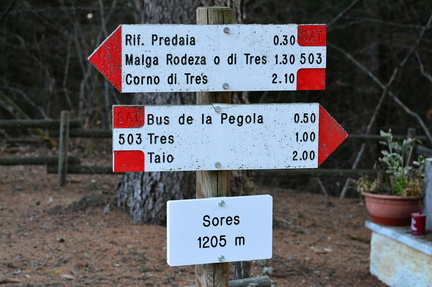 Rif. Predaia 0.30 SAT
Malga Rodeza o di Tres 1.30 503
Corno di Tres 2.10
SAT Bus de la Pegola 0.50
503 Tres 1.00
Taio 2.00
Sores
1205 m